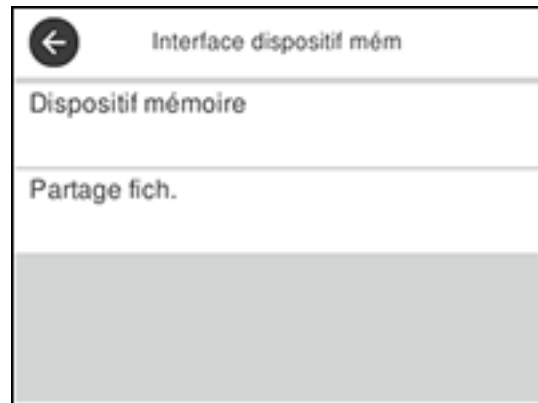 Interface dispositif mém
Dispositif mémoire
Partage fich.